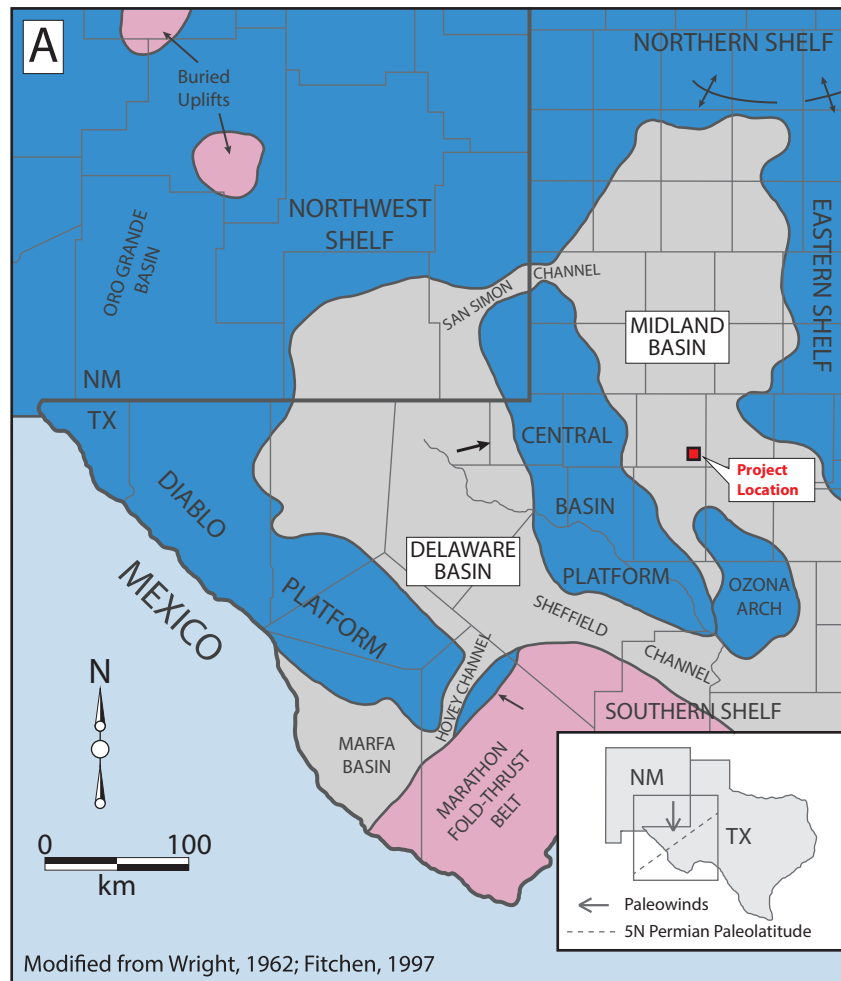 A
Buried
Uplifts
NORTHERN SHELF
ORO GRANDE
BASIN
NORTHWEST
SHELF
EASTERN SHELF
SAN SIMON
CHANNEL
MIDLAND
BASIN
NM
TX
CENTRAL
BASIN
PLATFORM
Project
Location
DIABLO
PLATFORM
DELAWARE
BASIN
OZONA
ARCH
MEXICO
SHEFFIELD
CHANNEL
HOVEY CHANNEL
SOUTHERN SHELF
N
MARFA
BASIN
MARATHON
FOLD-THRUST
BELT
0 100
km
NM
TX
Paleowinds
5N Permian Paleolatitude
Modified from Wright, 1962; Fitchen, 1997